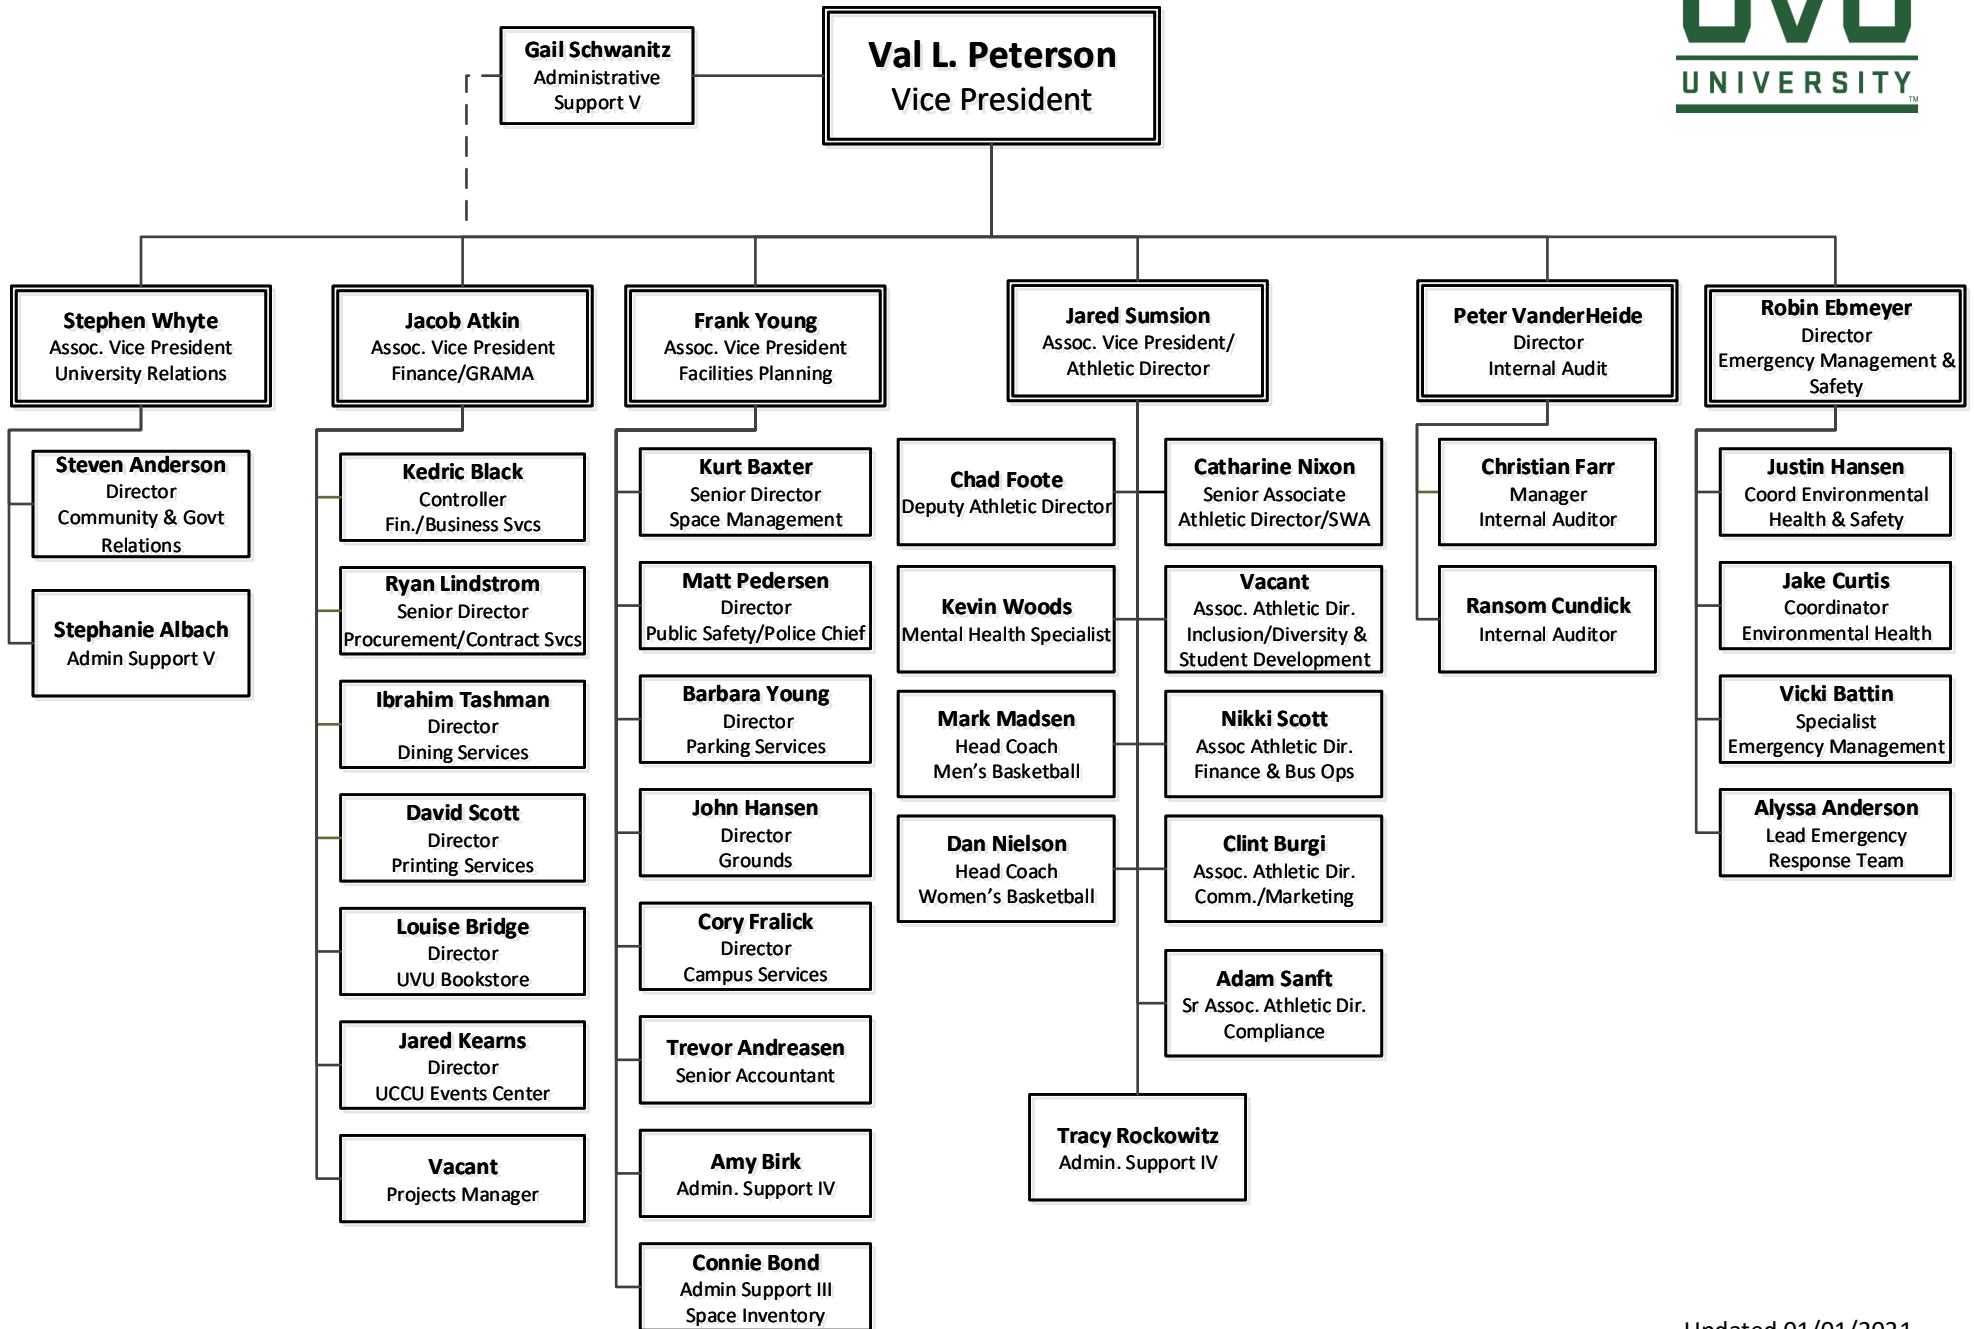 Gail Schwanitz
Administrative
Support V
Val L. Peterson
Vice President
UVU
UNIVERSITY
TM
Stephen Whyte
Assoc. Vice President
University Relations
Jacob Atkin
Assoc. Vice President
Finance/GRAMA
Frank Young
Assoc. Vice President
Facilities Planning
Jared Sumsion
Assoc. Vice President/
Athletic Director
Peter VanderHeide
Director
Internal Audit
Robin Ebmeyer
Director
Emergency Management &
Safety
Steven Anderson
Director
Community & Govt
Relations
Stephanie Albach
Admin Support V
Kedric Black
Controller
Fin./Business Svcs
Ryan Lindstrom
Senior Director
Procurement/Contract Svcs
Ibrahim Tashman
Director
Dining Services
David Scott
Director
Printing Services
Louise Bridge
Director
UVU Bookstore
Jared Kearns
Director
UCCU Events Center
Vacant
Projects Manager
Kurt Baxter
Senior Director
Space Management
Matt Pedersen
Director
Public Safety/Police Chief
Barbara Young
Director
Parking Services
John Hansen
Director
Grounds
Cory Fralick
Director
Campus Services
Trevor Andreasen
Senior Accountant
Amy Birk
Admin. Support IV
Connie Bond
Admin Support III
Space Inventory
Chad Foote
Deputy Athletic Director
Catharine Nixon
Senior Associate
Athletic Director/SWA
Kevin Woods
Mental Health Specialist
Vacant
Assoc. Athletic Dir.
Inclusion/Diversity &
Student Development
Mark Madsen
Head Coach
Men’s Basketball
Nikki Scott
Assoc Athletic Dir.
Finance & Bus Ops
Dan Nielson
Head Coach
Women’s Basketball
Clint Burgi
Assoc. Athletic Dir.
Comm./Marketing
Adam Sanft
Sr Assoc. Athletic Dir.
Compliance
Tracy Rockowitz
Admin. Support IV
Christian Farr
Manager
Internal Auditor
Ransom Cundick
Internal Auditor
Justin Hansen
Coord Environmental
Health & Safety
Jake Curtis
Coordinator
Environmental Health
Vicki Battin
Specialist
Emergency Management
Alyssa Anderson
Lead Emergency
Response Team
Updated 01/01/2021